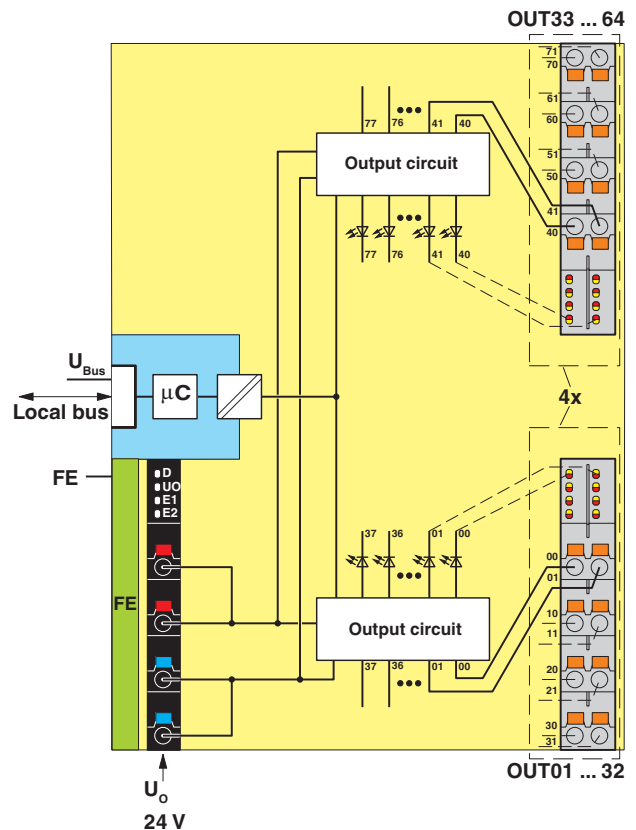 OUT33 ... 64
71
70
61
60
51
50
41
40
77 76 ••• 41 40
Output circuit
•••
77 76 41 40
U_Bus
Local bus
μC
4x
FE
D
UO
E1
E2
FE
37 36 01 00
•••
Output circuit
37 36 01 00
•••
00
01
10
11
20
21
30
31
OUT01 ... 32
U_O
24 V